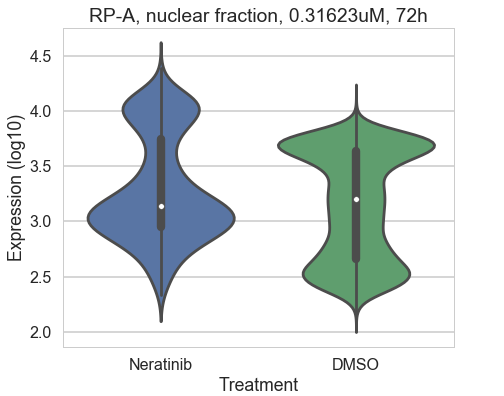 RP-A, nuclear fraction, 0.31623uM, 72h
Expression (log10)
4.5
4.0
3.5
3.0
2.5
2.0
Neratinib DMSO
Treatment